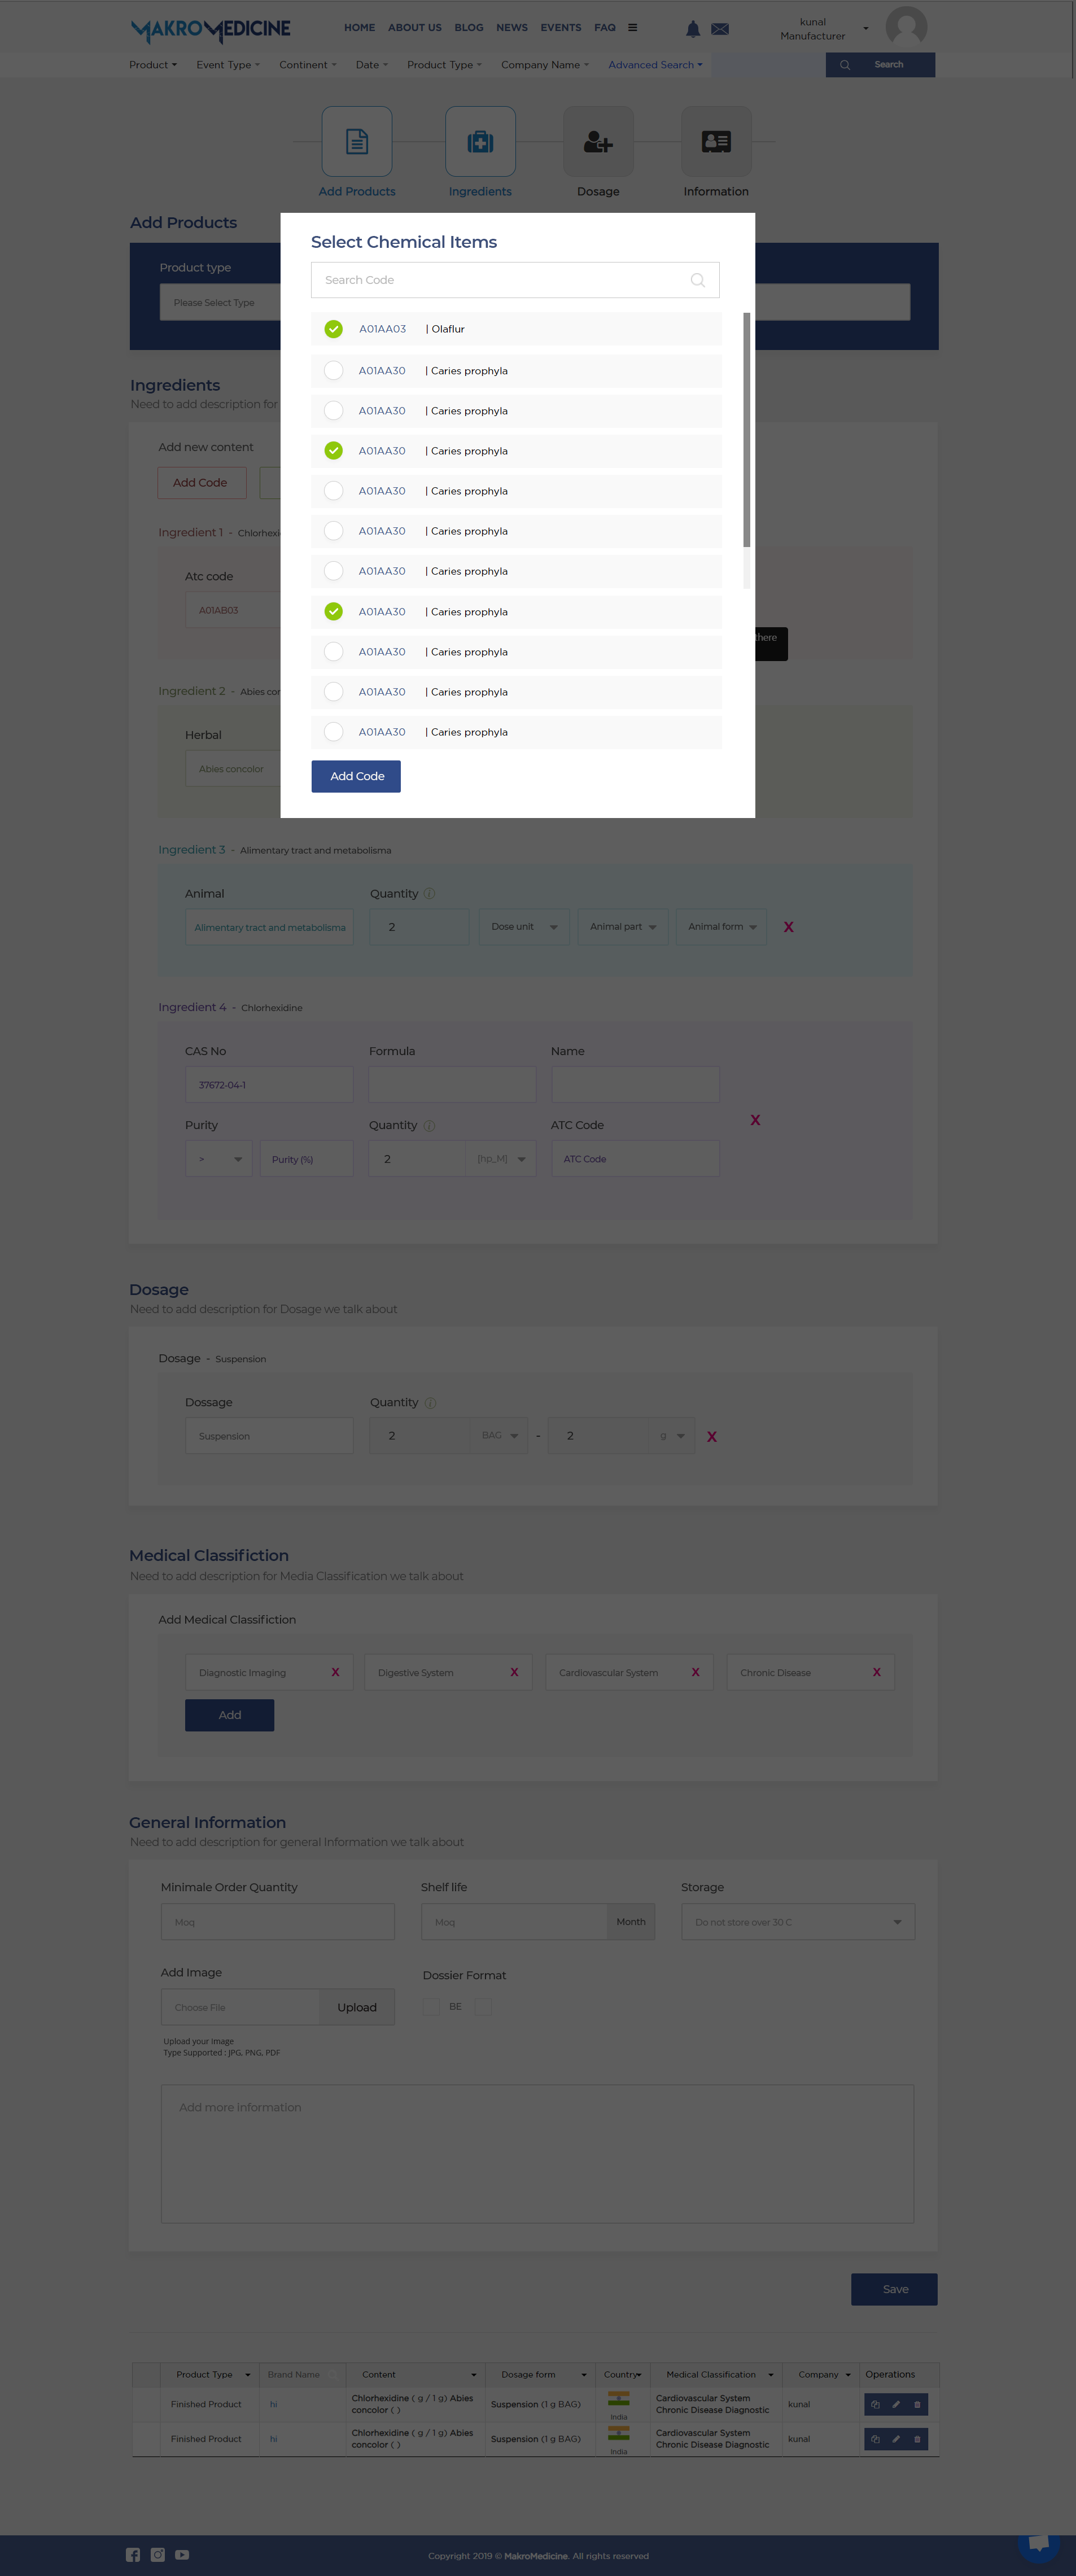 MAKROMEDICINE
HOME ABOUT US BLOG NEWS EVENTS FAQ
kunal
Manufacturer
Product Event Type Continent Date Product Type Company Name Advanced Search Search
Add Products Ingredients Dosage Information
Add Products
Product type
Please Select Type
Select Chemical Items
Search Code
A01AA03 | Olaflur
A01AA30 | Caries prophyla
A01AA30 | Caries prophyla
A01AA30 | Caries prophyla
A01AA30 | Caries prophyla
A01AA30 | Caries prophyla
A01AA30 | Caries prophyla
A01AA30 | Caries prophyla
A01AA30 | Caries prophyla
A01AA30 | Caries prophyla
A01AA30 | Caries prophyla
Add Code
Ingredients
Need to add description for
Add new content
Add Code
Ingredient 1 - Chlorhexi
Atc code
A01AB03
there
Ingredient 2 - Abies cor
Herbal
Abies concolor
Ingredient 3 - Alimentary tract and metabolisma
Animal Quantity
Alimentary tract and metabolisma 2 Dose unit Animal part Animal form X
Ingredient 4 - Chlorhexidine
CAS No Formula Name
37672-04-1
X
Purity Quantity ATC Code
> Purity (%) 2 [hp_M] ATC Code
Dosage
Need to add description for Dosage we talk about
Dosage - Suspension
Dossage Quantity
Suspension 2 BAG - 2 g X
Medical Classifiction
Need to add description for Media Classification we talk about
Add Medical Classifiction
Diagnostic Imaging X Digestive System X Cardiovascular System X Chronic Disease X
Add
General Information
Need to add description for general Information we talk about
Minimale Order Quantity Shelf life Storage
Moq Moq Month Do not store over 30 C
Add Image Dossier Format
Choose File Upload BE
Upload your Image
Type Supported : JPG, PNG, PDF
Add more information
Save
Product Type Brand Name Content Dosage form Country Medical Classification Company Operations
Finished Product hi Chlorhexidine ( g / 1 g) Abies concolor ( ) Suspension (1 g BAG) India Cardiovascular System Chronic Disease Diagnostic kunal
Finished Product hi Chlorhexidine ( g / 1 g) Abies concolor ( ) Suspension (1 g BAG) India Cardiovascular System Chronic Disease Diagnostic kunal
Copyright 2019 © MakroMedicine. All rights reserved